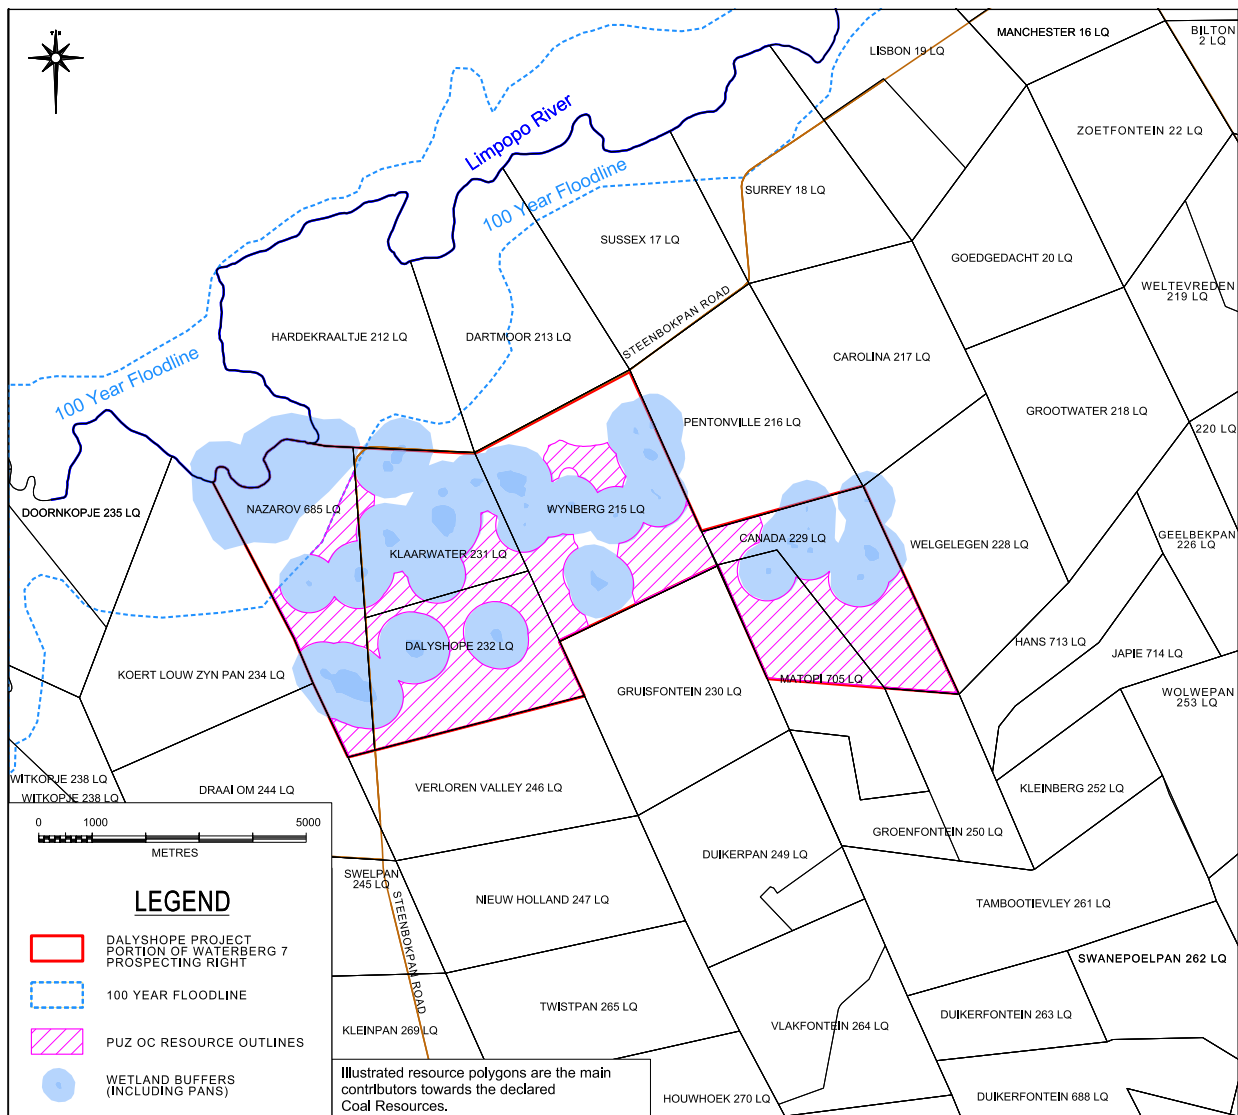 MANCHESTER 16 LQ
BILTON
2 LQ
LISBON 19 LQ
ZOETFONTEIN 22 LQ
Limpopo River
100 Year Floodline
SURREY 18 LQ
SUSSEX 17 LQ
GOEDGEDACHT 20 LQ
WELTEVREDEN
219 LQ
STEENBOKPAN ROAD
HARDEKRAALTJE 212 LQ
DARTMOOR 213 LQ
CAROLINA 217 LQ
100 Year Floodline
GROOTWATER 218 LQ
PENTONVILLE 216 LQ
220 LQ
DOORNKOPJE 235 LQ
NAZAROV 685 LQ
WYNBERG 215 LQ
CANADA 229 LQ
WELGELEGEN 228 LQ
GEELBEKPAN
226 LQ
KLAARWATER 231 LQ
DALYSHOPE 232 LQ
HANS 713 LQ
JAPIE 714 LQ
KOERT LOUW ZYN PAN 234 LQ
GRUISFONTEIN 230 LQ
MATOPI 705 LQ
WOLWEPAN
253 LQ
WITKOPJE 238 LQ
WITKOPJE 238 LQ
DRAAI OM 244 LQ
VERLOREN VALLEY 246 LQ
KLEINBERG 252 LQ
GROENFONTEIN 250 LQ
DUIKERPAN 249 LQ
SWELPAN
245 LQ
STEENBOKPAN ROAD
NIEUW HOLLAND 247 LQ
TAMBOOTIEVLEY 261 LQ
SWANEPOELPAN 262 LQ
TWISTPAN 265 LQ
DUIKERFONTEIN 263 LQ
KLEINPAN 269 LQ
VLAKFONTEIN 264 LQ
HOUWHOEK 270 LQ
DUIKERFONTEIN 688 LQ
0 1000 5000
METRES
LEGEND
DALYSHOPE PROJECT
PORTION OF WATERBERG 7
PROSPECTING RIGHT
100 YEAR FLOODLINE
PUZ OC RESOURCE OUTLINES
WETLAND BUFFERS
(INCLUDING PANS)
Illustrated resource polygons are the main
contributors towards the declared
Coal Resources.